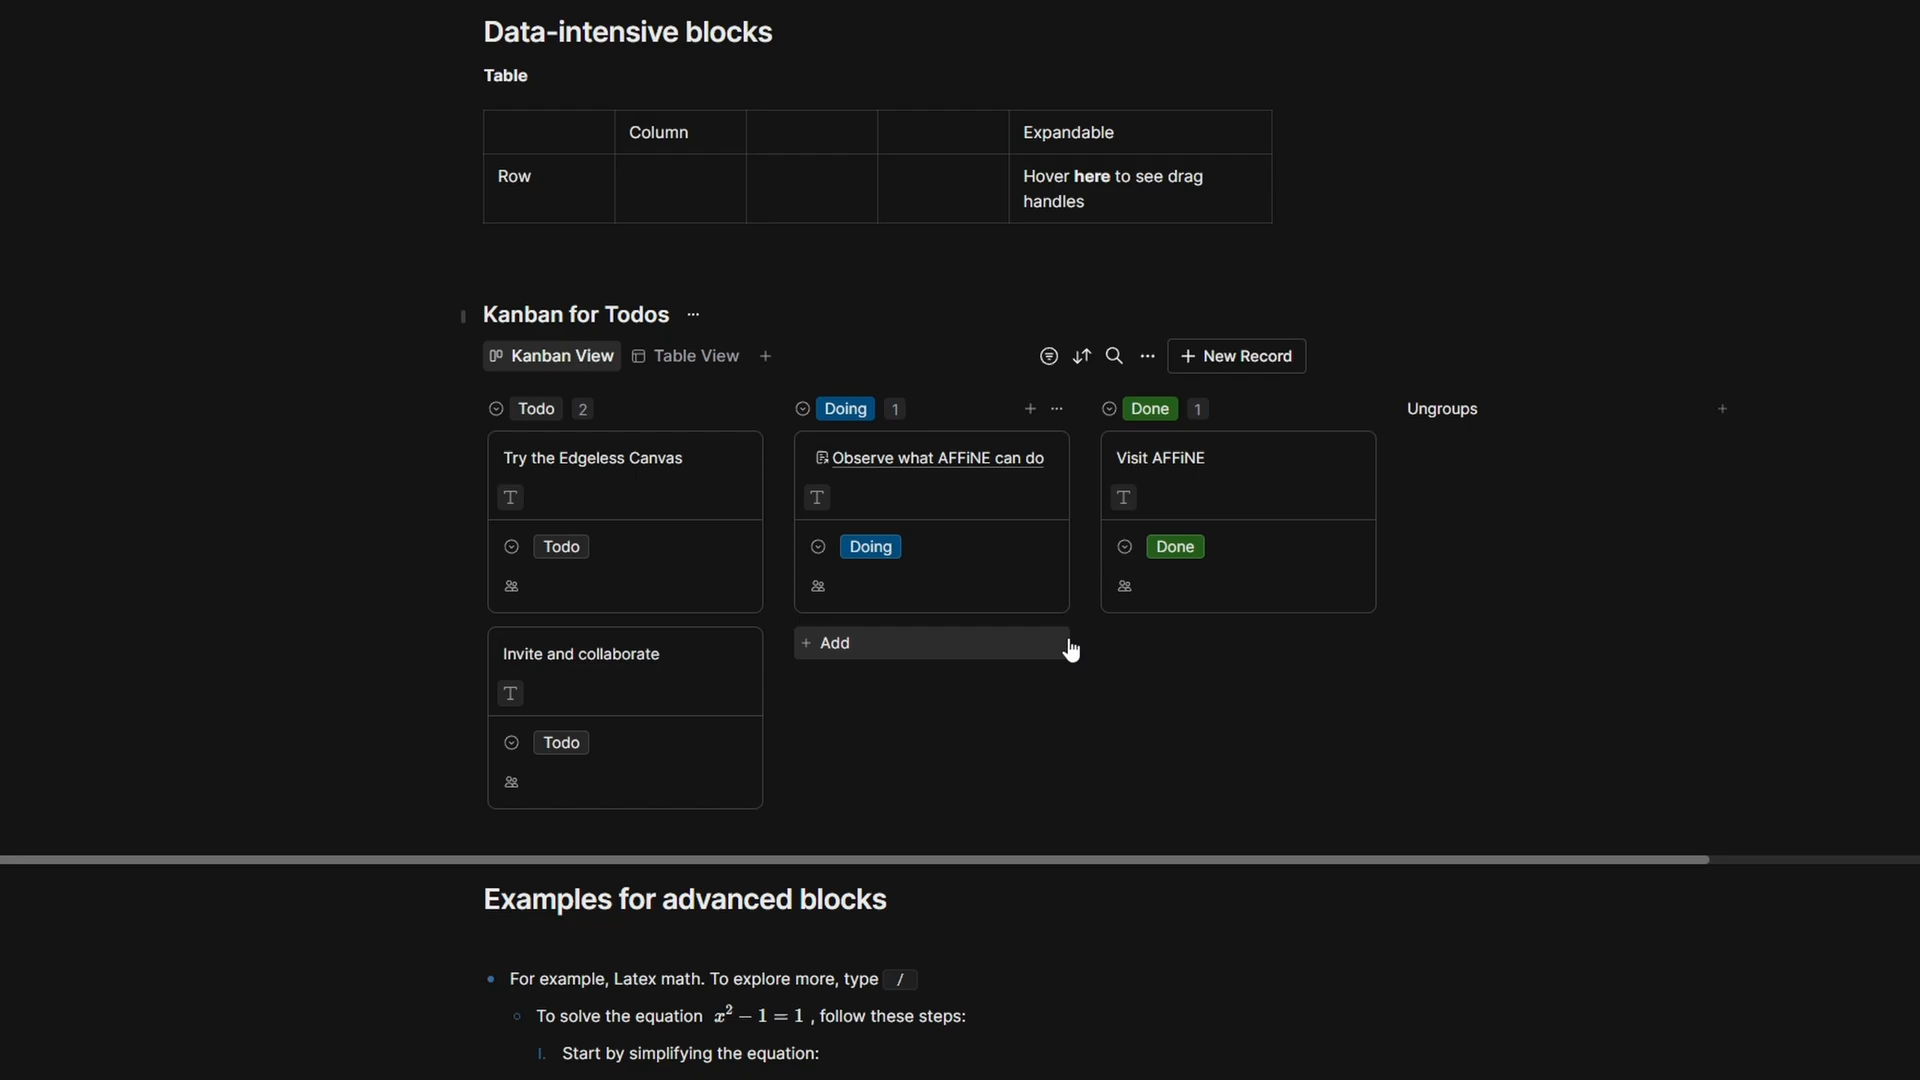 Data-intensive blocks
Table
Column
Expandable
Row
Hover here to see drag
handles
Kanban for Todos ...
Kanban View
Table View
+
+ New Record
Todo 2
Doing 1
Done 1
Ungroups
Try the Edgeless Canvas
T
Todo
Invite and collaborate
T
Todo
Observe what AFFiNE can do
T
Doing
+ Add
Visit AFFiNE
T
Done
Examples for advanced blocks
• For example, Latex math. To explore more, type /
◦ To solve the equation x² − 1 = 1 , follow these steps:
I. Start by simplifying the equation: